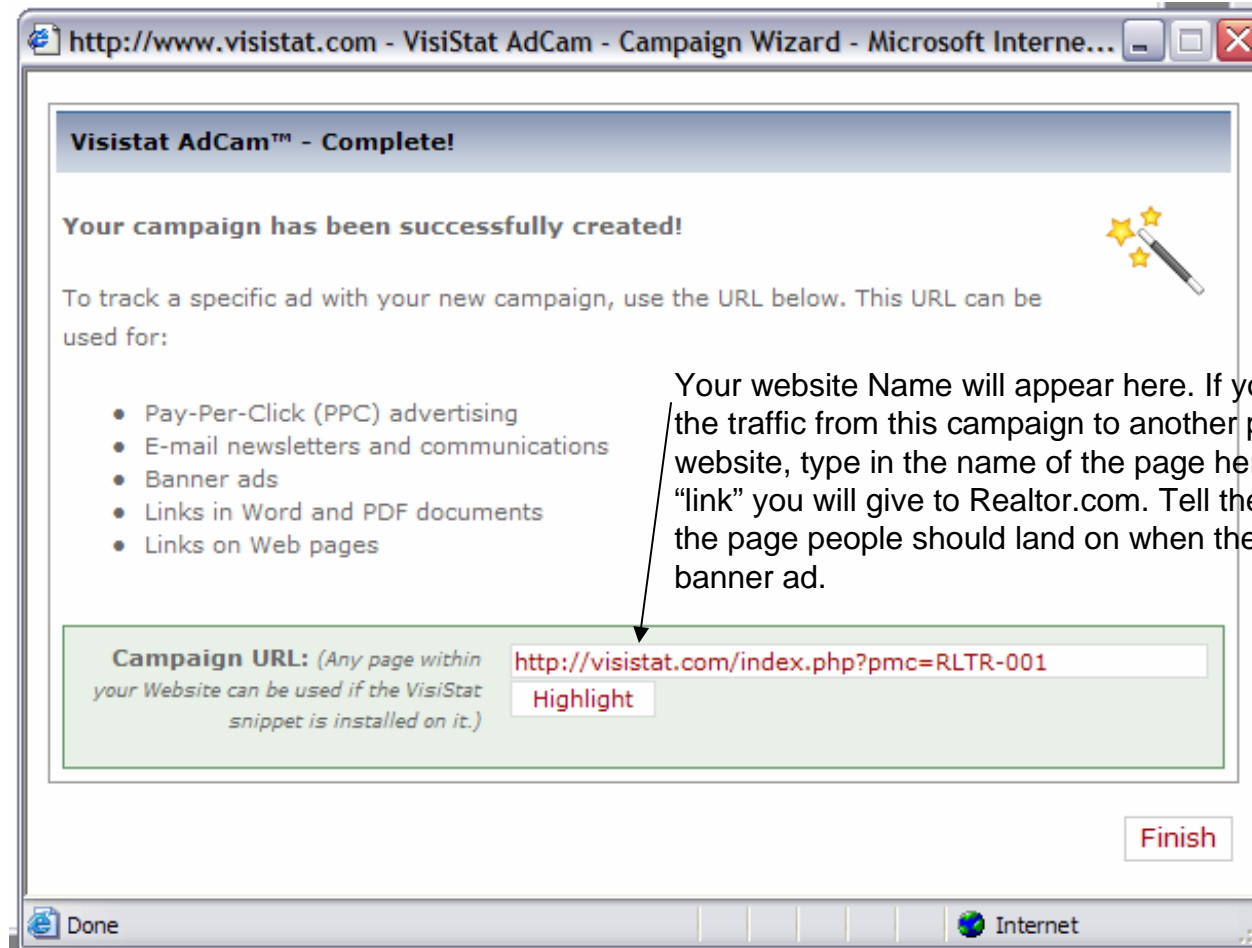 http://www.visistat.com - VisiStat AdCam - Campaign Wizard - Microsoft Interne...
Visistat AdCam™ - Complete!
Your campaign has been successfully created!
To track a specific ad with your new campaign, use the URL below. This URL can be
used for:
● Pay-Per-Click (PPC) advertising
● E-mail newsletters and communications
● Banner ads
● Links in Word and PDF documents
● Links on Web pages
Your website Name will appear here. If
the traffic from this campaign to another
website, type in the name of the page
“link” you will give to Realtor.com. Tell
the page people should land on when
banner ad.
Campaign URL: (Any page within
your Website can be used if the VisiStat
snippet is installed on it.)
http://visistat.com/index.php?pmc=RLTR-001
Highlight
Finish
Done
Internet